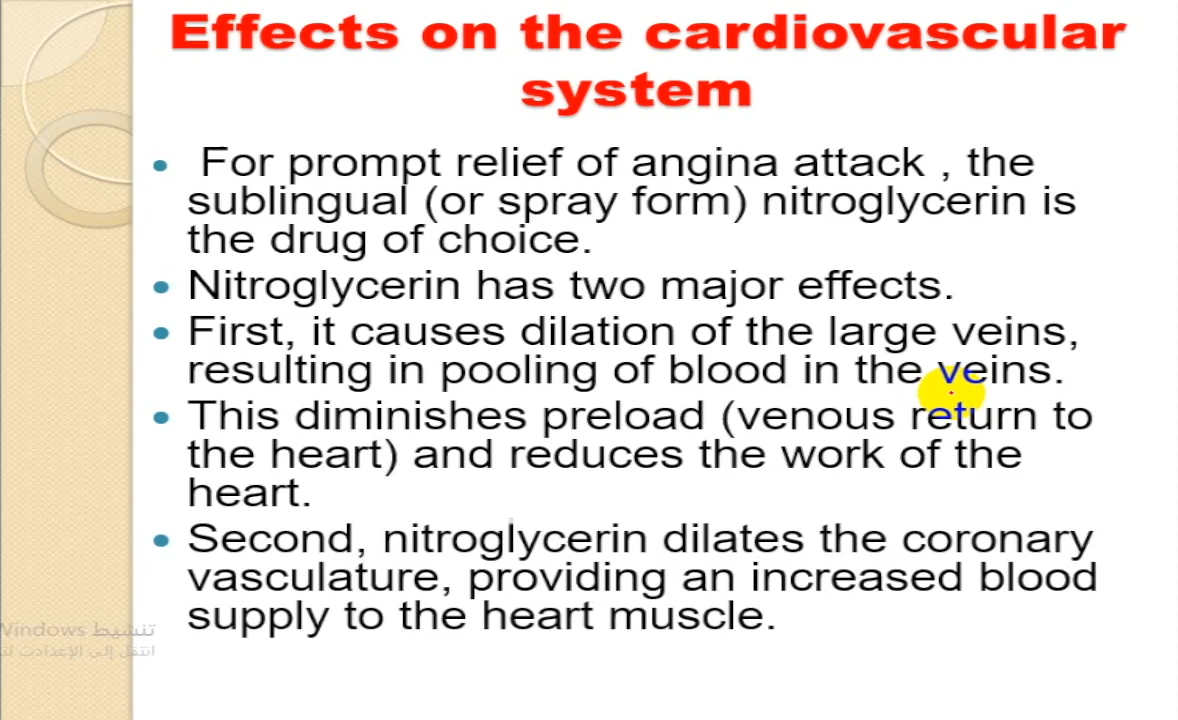 Effects on the cardiovascular
system
• For prompt relief of angina attack , the
sublingual (or spray form) nitroglycerin is
the drug of choice.
• Nitroglycerin has two major effects.
• First, it causes dilation of the large veins,
resulting in pooling of blood in the veins.
• This diminishes preload (venous return to
the heart) and reduces the work of the
heart.
• Second, nitroglycerin dilates the coronary
vasculature, providing an increased blood
supply to the heart muscle.
تنشيط Windows
انتقل إلى الإعدادت